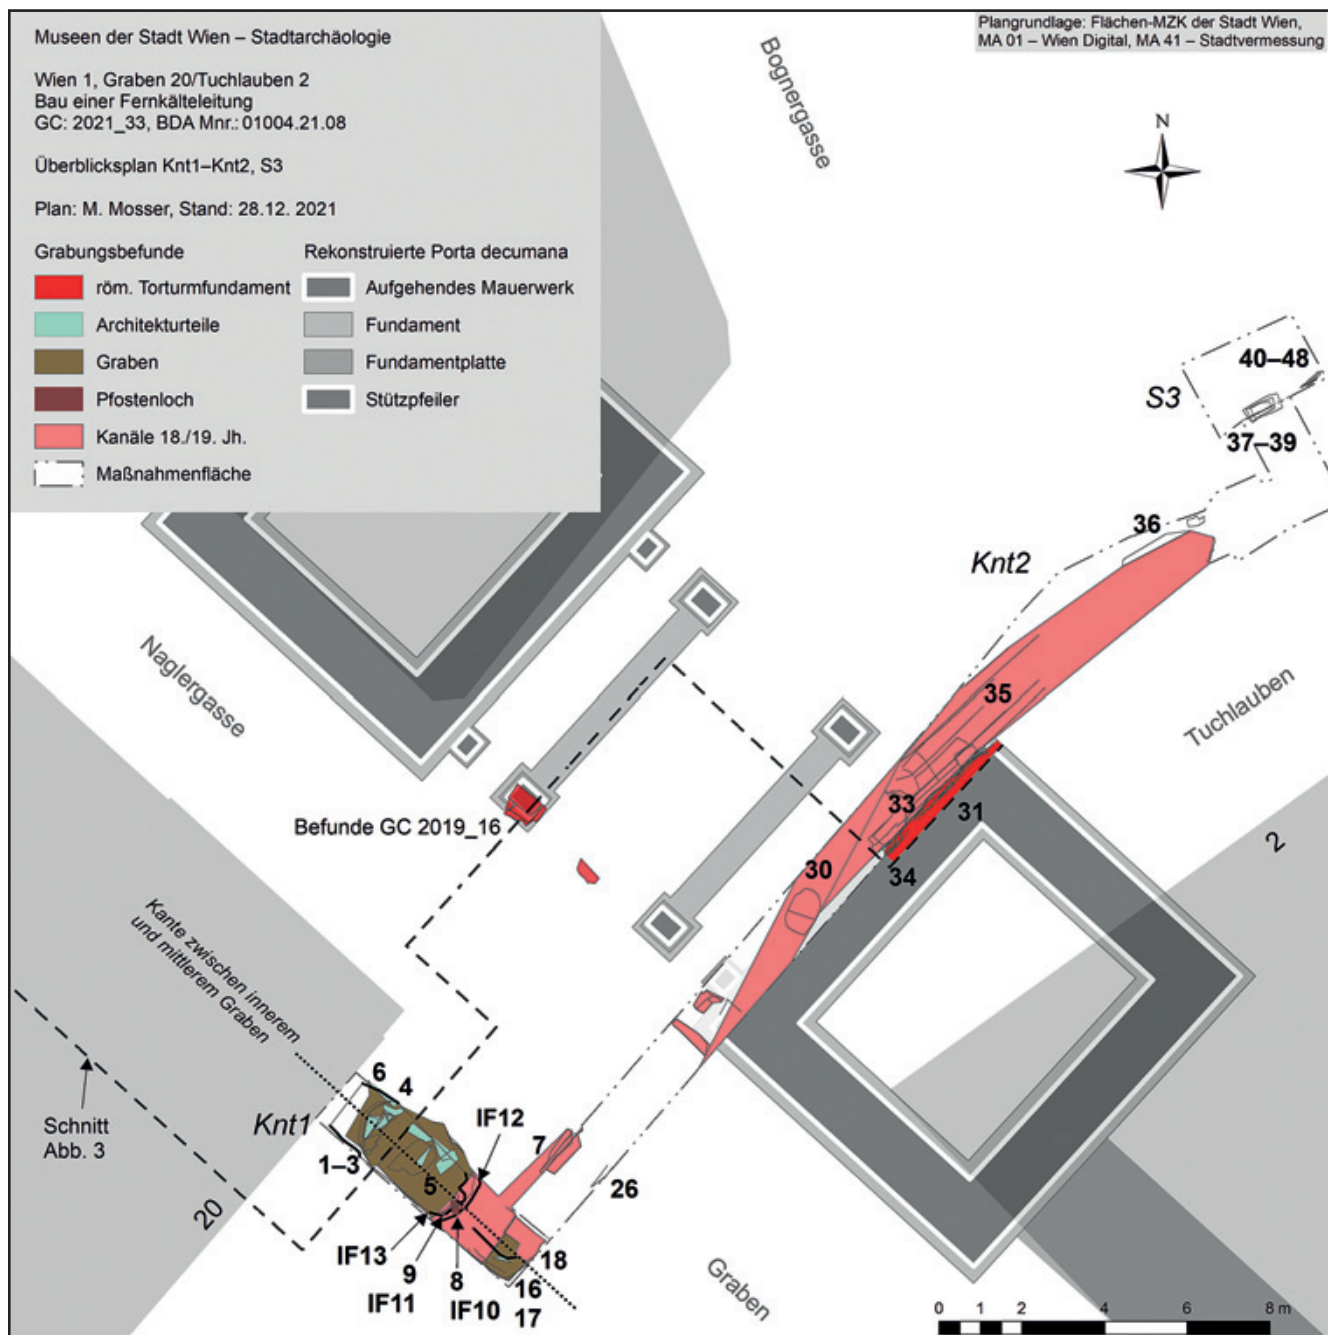 Museen der Stadt Wien – Stadtarchäologie
Wien 1, Graben 20/Tuchlauben 2
Bau einer Fernkälteleitung
GC: 2021_33, BDA Mnr.: 01004.21.08
Überblicksplan Knt1–Knt2, S3
Plan: M. Mosser, Stand: 28.12. 2021
Grabungsbefunde
röm. Torturmfundament
Architekturteile
Graben
Pfostenloch
Kanäle 18./19. Jh.
Maßnahmenfläche
Rekonstruierte Porta decumana
Aufgehendes Mauerwerk
Fundament
Fundamentplatte
Stützpfeiler
Plangrundlage: Flächen-MZK der Stadt Wien,
MA 01 – Wien Digital, MA 41 – Stadtvermessung
Bognergasse
N
40–48
S3
37–39
36
Knt2
Naglergasse
35
Tuchlauben
Befunde GC 2019_16
33
31
2
30
34
Kante zwischen innerem
und mittlerem Graben
6
4
Knt1
IF12
Schnitt
Abb. 3
7
1–3
5
26
20
IF13
9
IF11
8
IF10
18
16
17
Graben
0 1 2 4 6 8 m